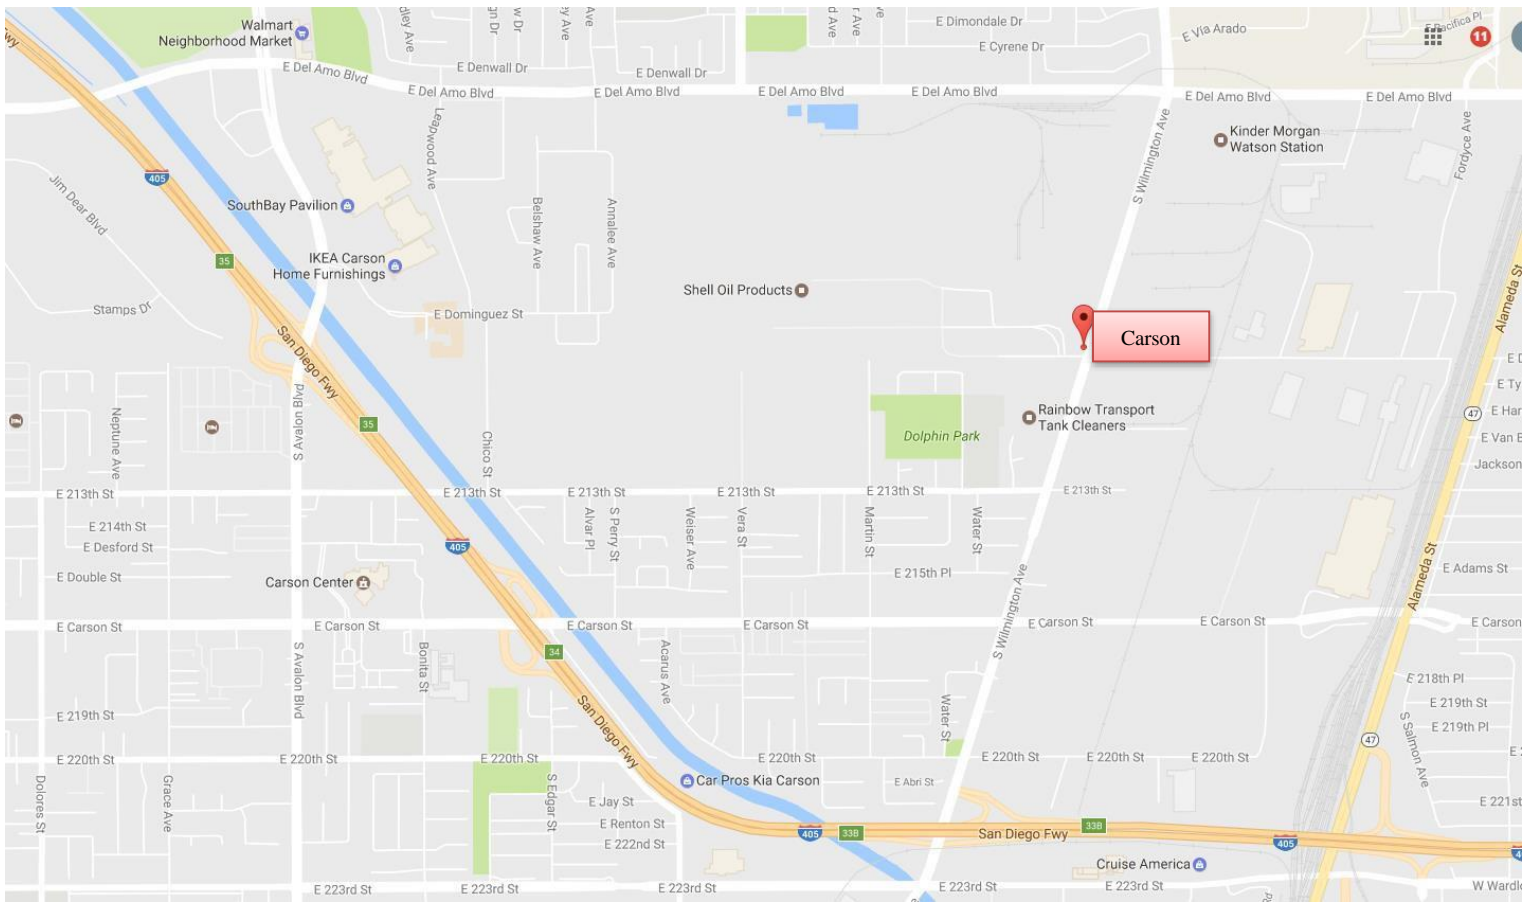 Walmart
Neighborhood Market
E Dimondale Dr
E Cyrene Dr
E Via Arado
E Pacifica Pl
11
E Del Amo Blvd
E Denwall Dr
E Denwall Dr
E Del Amo Blvd
E Del Amo Blvd
E Del Amo Blvd
E Del Amo Blvd
E Del Amo Blvd
E Del Amo Blvd
Leapwood Ave
Kinder Morgan
Watson Station
Fordyce Ave
S Wilmington Ave
405
Jim Dear Blvd
SouthBay Pavilion
Belshaw Ave
Annalee Ave
IKEA Carson
Home Furnishings
35
Shell Oil Products
Stamps Dr
E Dominguez St
Alameda St
San Diego Fwy
Carson
S Avalon Blvd
Neptune Ave
35
Chico St
Dolphin Park
Rainbow Transport
Tank Cleaners
47
E Ty
E Har
E Van E
Jackson
E 213th St
E 213th St
E 213th St
E 213th St
E 213th St
E 213th St
E 214th St
E Desford St
Alvar Pl
S Perry St
Weiser Ave
Vera St
Martin St
Water St
405
E Double St
Carson Center
E 215th Pl
S Wilmington Ave
E Adams St
Alameda St
E Carson St
E Carson St
E Carson St
E Carson St
E Carson St
E Carson St
E Carson
34
S Avalon Blvd
Bonita St
Acarus Ave
E 218th Pl
E 219th St
E 219th Pl
S Salmon Ave
E 219th St
San Diego Fwy
Water St
47
E 220th St
E 220th St
E 220th St
E 220th St
E 220th St
E 220th St
E 220th St
Dolores St
Grace Ave
S Edgar St
Car Pros Kia Carson
E Abri St
E Jay St
E 221st
E Renton St
E 222nd St
405
33B
San Diego Fwy
33B
405
Cruise America
E 223rd St
E 223rd St
E 223rd St
E 223rd St
E 223rd St
W Wardl